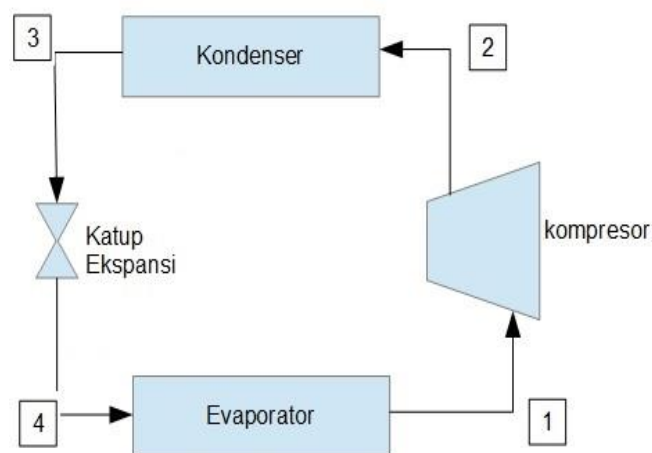 3
Kondenser
2
Katup
Ekspansi
kompresor
4
Evaporator
1